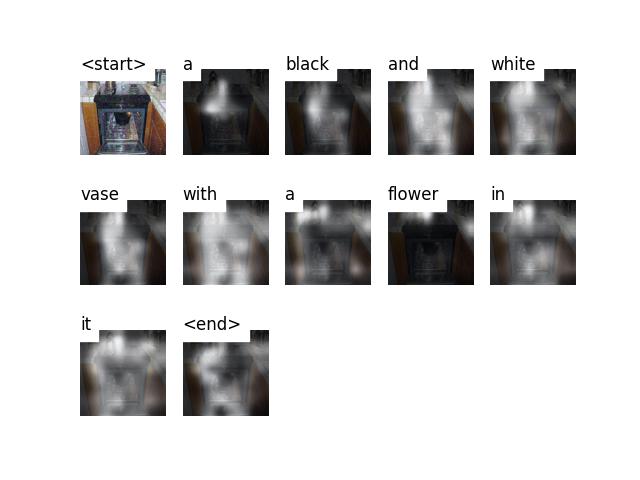 <start> a black and white
vase with a flower in
it <end>